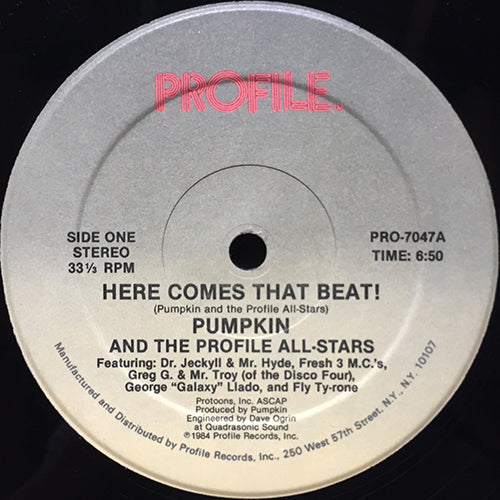 PROFILE.
SIDE ONE
STEREO
33⅓ RPM
PRO-7047A
TIME: 6:50
HERE COMES THAT BEAT!
(Pumpkin and the Profile All-Stars)
PUMPKIN
AND THE PROFILE ALL-STARS
Featuring: Dr. Jeckyll & Mr. Hyde, Fresh 3 M.C.'s,
Greg G. & Mr. Troy (of the Disco Four),
George "Galaxy" Llado, and Fly Ty-rone
Protoons, Inc. ASCAP
Produced by Pumpkin
Engineered by Dave Ogrin
at Quadrasonic Sound
©1984 Profile Records, Inc.
Manufactured and Distributed by Profile Records, Inc., 250 West 57th Street, N.Y., N.Y. 10107